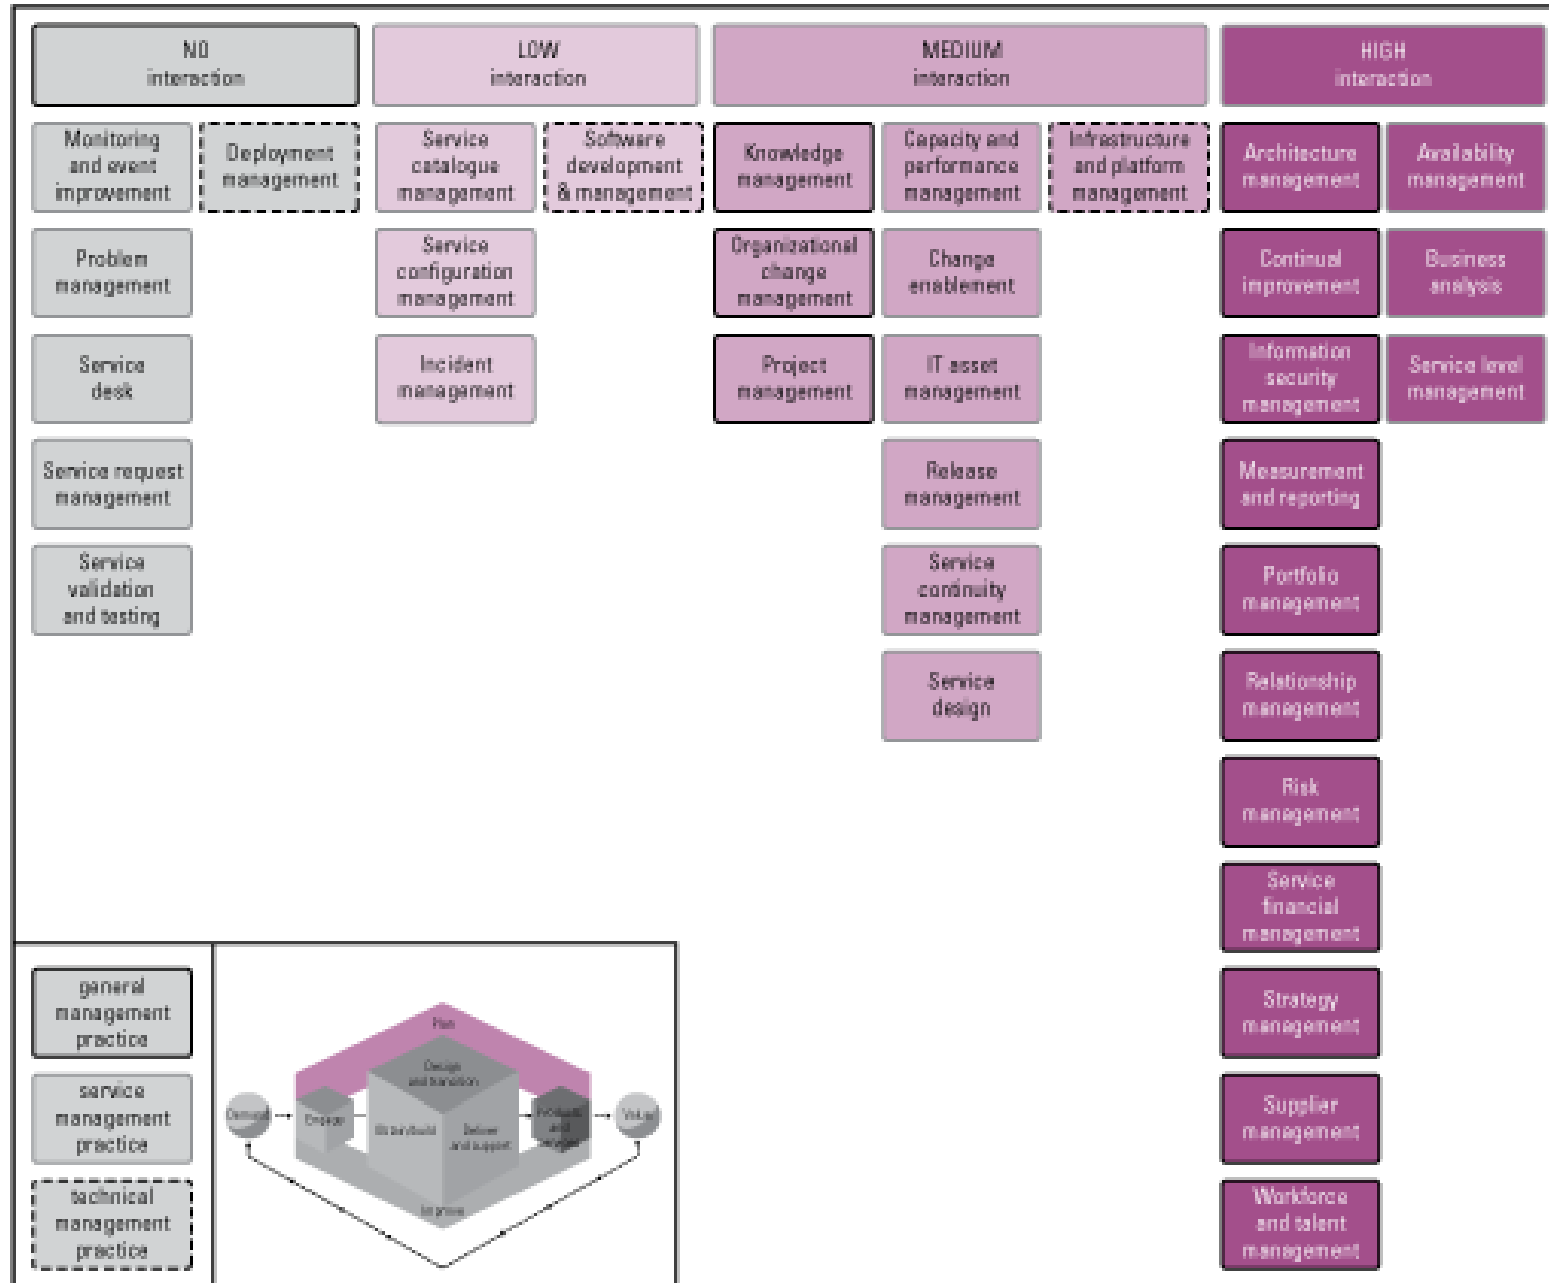 NO
interaction
LOW
interaction
MEDIUM
interaction
HIGH
interaction
Monitoring
and event
improvement
Deployment
management
Service
catalogue
management
Software
development
& management
Knowledge
management
Capacity and
performance
management
Infrastructure
and platform
management
Architecture
management
Availability
management
Problem
management
Service
configuration
management
Organizational
change
management
Change
enablement
Continual
improvement
Business
analysis
Service
desk
Incident
management
Project
management
IT asset
management
Information
security
management
Service level
management
Service request
management
Release
management
Measurement
and reporting
Service
validation
and testing
Service
continuity
management
Portfolio
management
Service
design
Relationship
management
Risk
management
Service
financial
management
general
management
practice
Strategy
management
service
management
practice
Supplier
management
technical
management
practice
Workforce
and talent
management
Plan
Design
and transition
Demand
Engage
Obtain/build
Deliver
and support
Products
and
services
Value
Improve